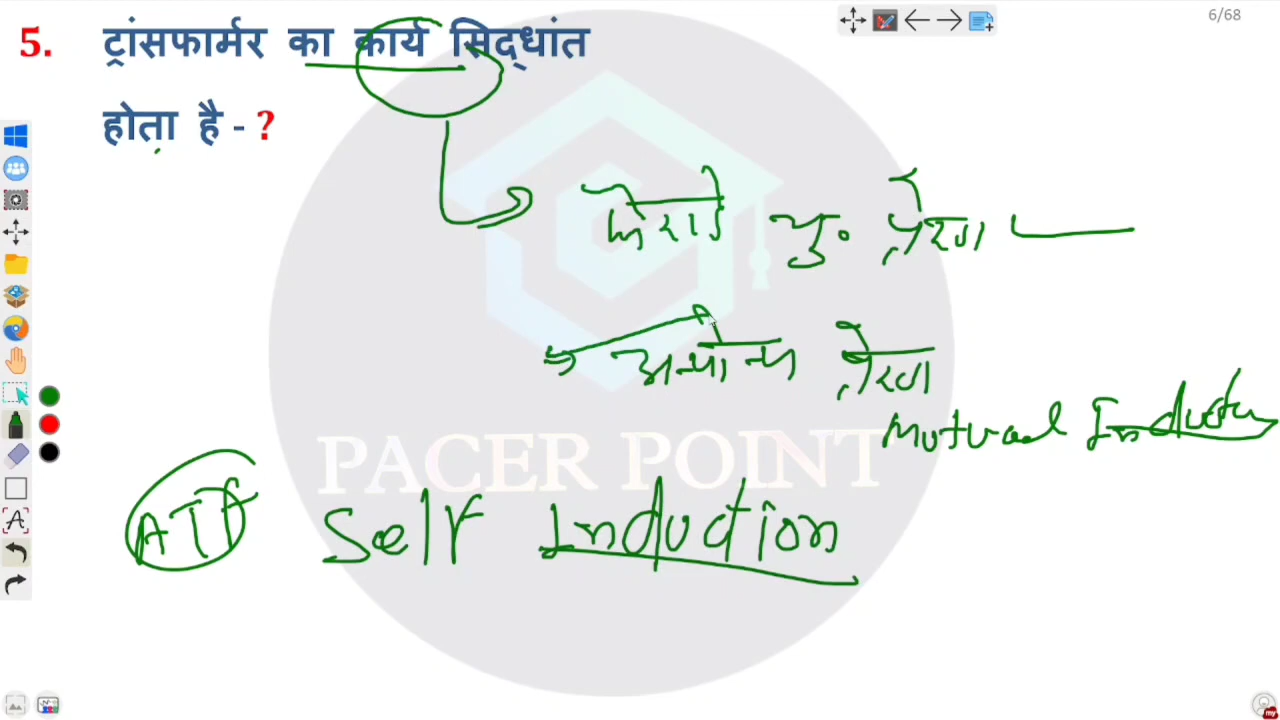 6/68
5. ट्रांसफार्मर का कार्य सिद्धांत
होता है - ?
फैराडे यु॰ प्रेरण
अन्योन्य प्रेरण
Mutual Induction
PACER POINT
ATF Self Induction